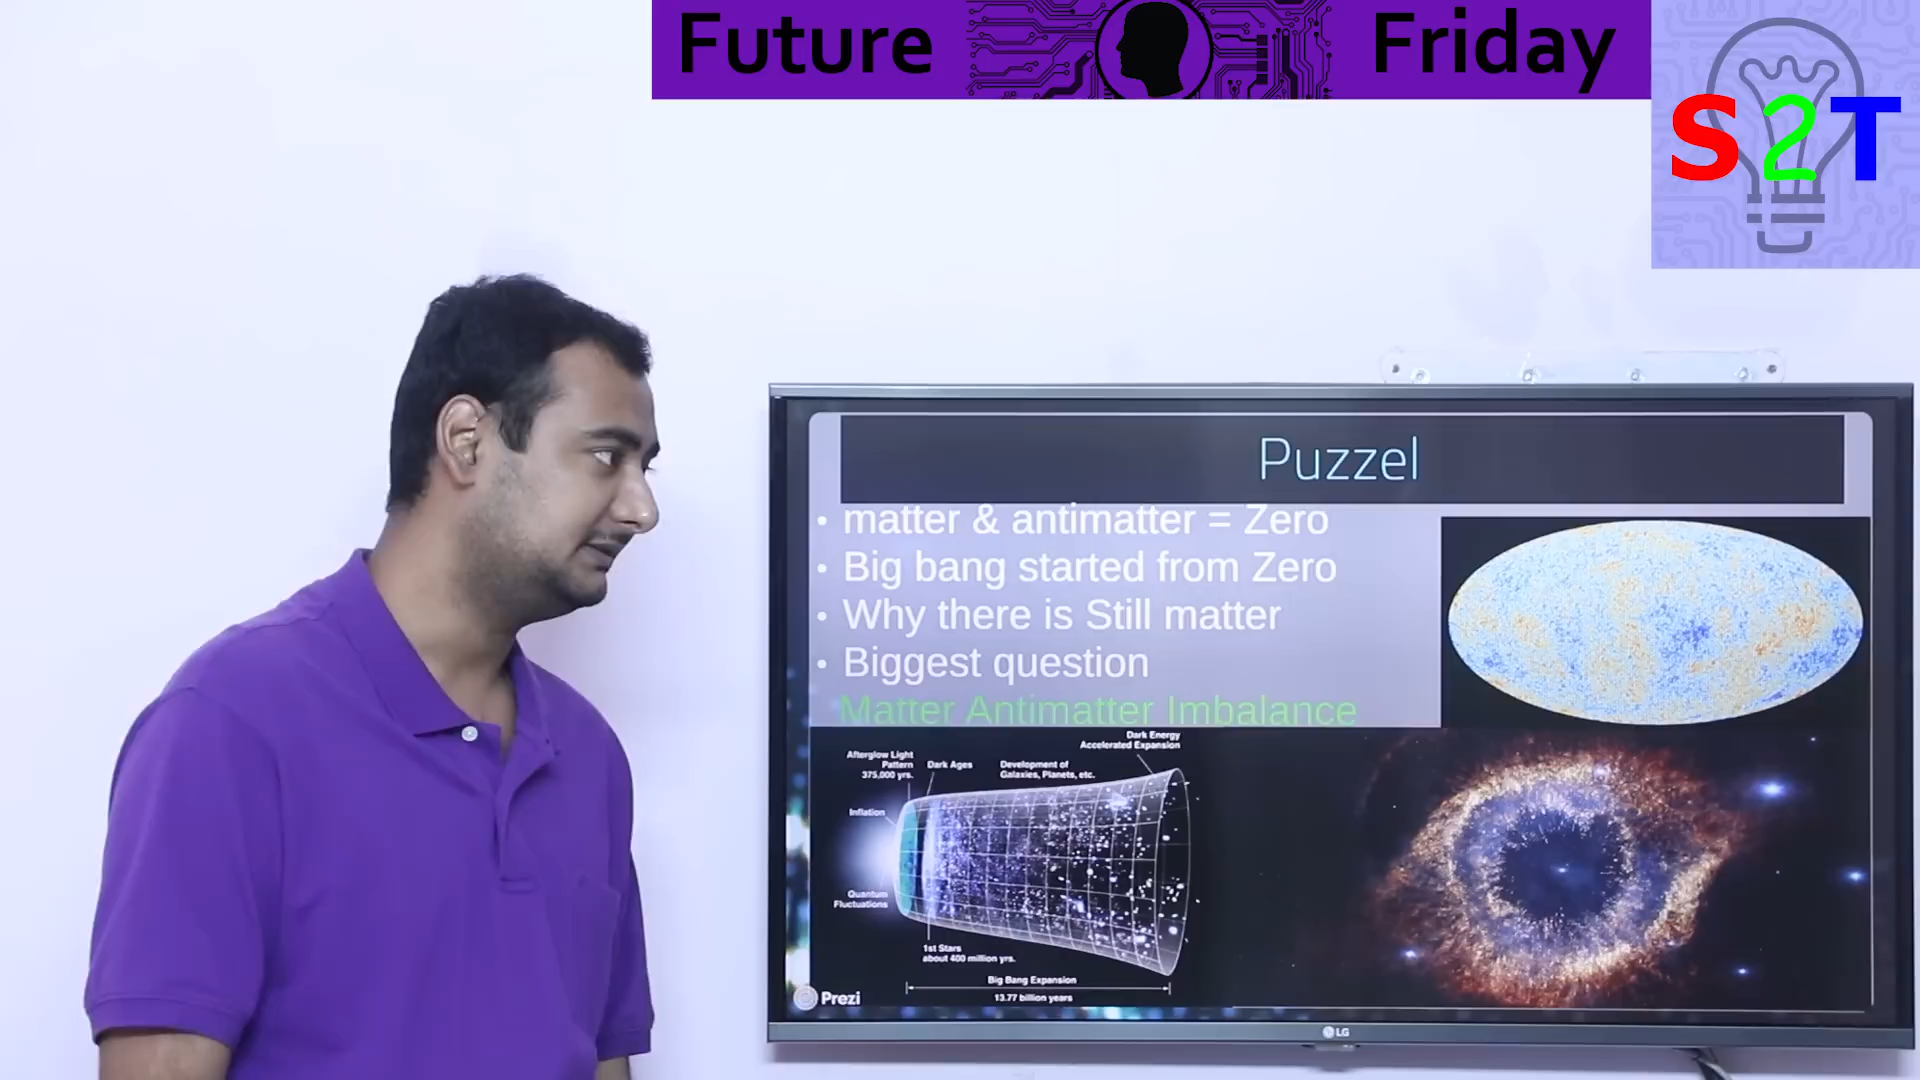 Future Friday
S2T
Puzzel
• matter & antimatter = Zero
• Big bang started from Zero
• Why there is Still matter
• Biggest question
Matter Antimatter Imbalance
Dark Energy
Accelerated Expansion
Afterglow Light
Pattern
375,000 yrs.
Dark Ages
Development of
Galaxies, Planets, etc.
Inflation
Quantum
Fluctuations
1st Stars
about 400 million yrs.
Big Bang Expansion
13.77 billion years
Prezi
LG